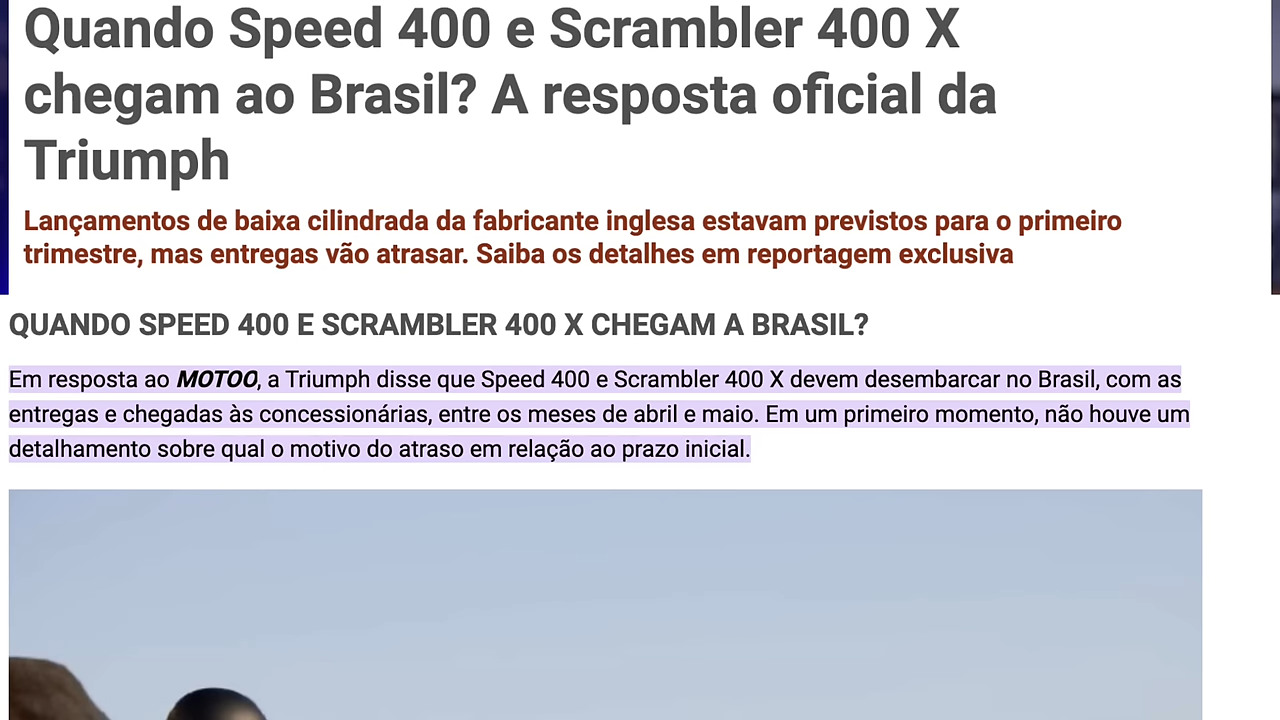 Quando Speed 400 e Scrambler 400 X
chegam ao Brasil? A resposta oficial da
Triumph
Lançamentos de baixa cilindrada da fabricante inglesa estavam previstos para o primeiro
trimestre, mas entregas vão atrasar. Saiba os detalhes em reportagem exclusiva
QUANDO SPEED 400 E SCRAMBLER 400 X CHEGAM A BRASIL?
Em resposta ao MOTOO, a Triumph disse que Speed 400 e Scrambler 400 X devem desembarcar no Brasil, com as
entregas e chegadas às concessionárias, entre os meses de abril e maio. Em um primeiro momento, não houve um
detalhamento sobre qual o motivo do atraso em relação ao prazo inicial.